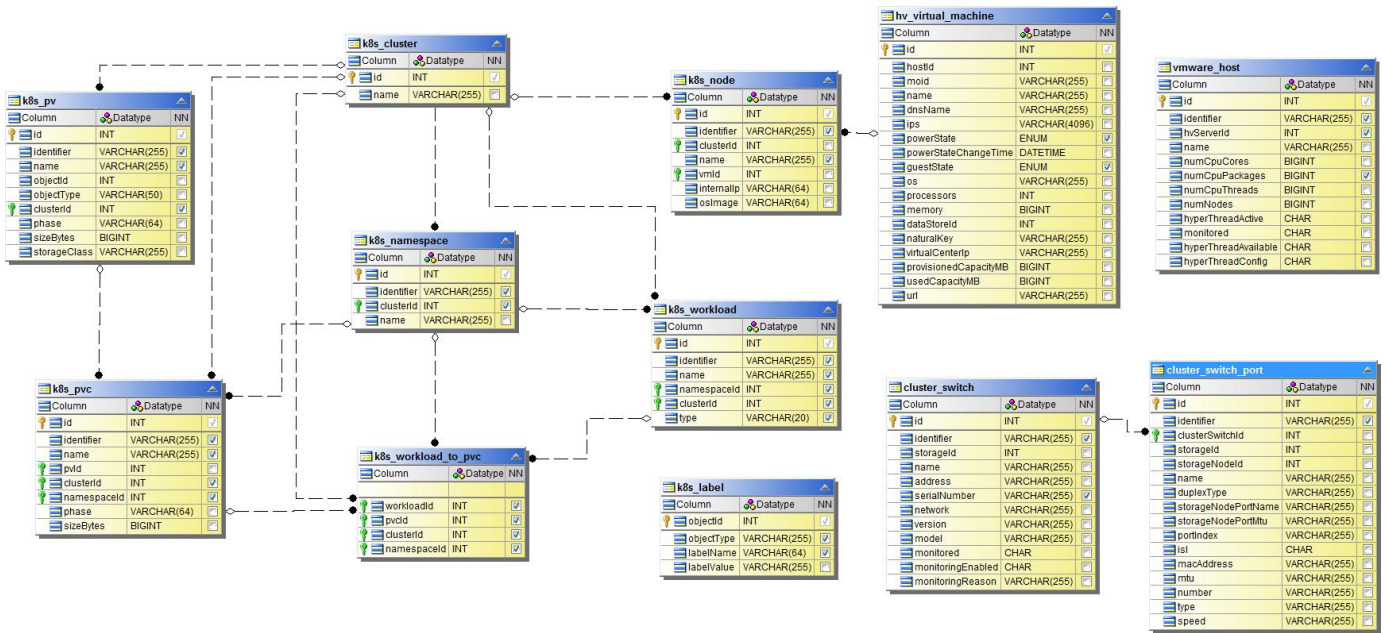 k8s_cluster
Column Datatype NN
id INT
name VARCHAR(255)
k8s_pv
Column Datatype NN
id INT
identifier VARCHAR(255)
name VARCHAR(255)
objectId INT
objectType VARCHAR(50)
clusterId INT
phase VARCHAR(64)
sizeBytes BIGINT
storageClass VARCHAR(255)
k8s_node
Column Datatype NN
id INT
identifier VARCHAR(255)
clusterId INT
name VARCHAR(255)
vmId INT
internalIp VARCHAR(64)
osImage VARCHAR(64)
hv_virtual_machine
Column Datatype NN
id INT
hostId INT
moid VARCHAR(255)
name VARCHAR(255)
dnsName VARCHAR(255)
ips VARCHAR(4096)
powerState ENUM
powerStateChangeTime DATETIME
guestState ENUM
os VARCHAR(255)
processors INT
memory BIGINT
dataStoreId INT
naturalKey VARCHAR(255)
virtualCenterIp VARCHAR(255)
provisionedCapacityMB BIGINT
usedCapacityMB BIGINT
url VARCHAR(255)
vmware_host
Column Datatype NN
id INT
identifier VARCHAR(255)
hvServerId INT
name VARCHAR(255)
numCpuCores BIGINT
numCpuPackages BIGINT
numCpuThreads BIGINT
numNodes BIGINT
hyperThreadActive CHAR
monitored CHAR
hyperThreadAvailable CHAR
hyperThreadConfig CHAR
k8s_namespace
Column Datatype NN
id INT
identifier VARCHAR(255)
clusterId INT
name VARCHAR(255)
k8s_workload
Column Datatype NN
id INT
identifier VARCHAR(255)
name VARCHAR(255)
namespaceId INT
clusterId INT
type VARCHAR(20)
k8s_pvc
Column Datatype NN
id INT
identifier VARCHAR(255)
name VARCHAR(255)
pvId INT
clusterId INT
namespaceId INT
phase VARCHAR(64)
sizeBytes BIGINT
k8s_workload_to_pvc
Column Datatype NN
workloadId INT
pvcId INT
clusterId INT
namespaceId INT
k8s_label
Column Datatype NN
objectId INT
objectType VARCHAR(255)
labelName VARCHAR(64)
labelValue VARCHAR(255)
cluster_switch
Column Datatype NN
id INT
identifier VARCHAR(255)
storageId INT
name VARCHAR(255)
address VARCHAR(255)
serialNumber VARCHAR(255)
network VARCHAR(255)
version VARCHAR(255)
model VARCHAR(255)
monitored CHAR
monitoringEnabled CHAR
monitoringReason VARCHAR(255)
cluster_switch_port
Column Datatype NN
id INT
identifier VARCHAR(255)
clusterSwitchId INT
storageId INT
storageNodeId INT
name VARCHAR(255)
duplexType VARCHAR(255)
storageNodePortName VARCHAR(255)
storageNodePortMtu VARCHAR(255)
portIndex VARCHAR(255)
isl CHAR
macAddress VARCHAR(255)
mtu VARCHAR(255)
number VARCHAR(255)
type VARCHAR(255)
speed VARCHAR(255)